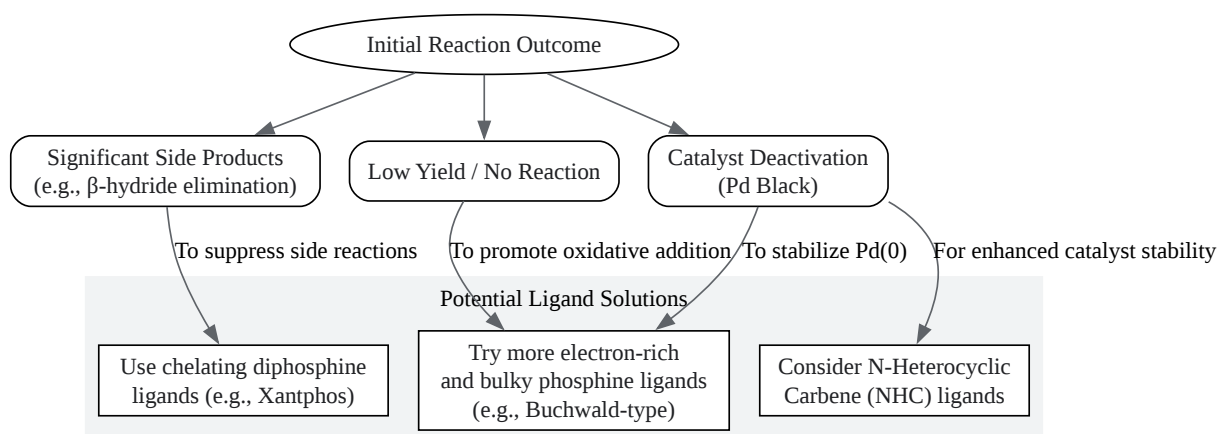 Initial Reaction Outcome
Significant Side Products
(e.g., β-hydride elimination)
Low Yield / No Reaction
Catalyst Deactivation
(Pd Black)
To suppress side reactions
To promote oxidative addition
To stabilize Pd(0)
For enhanced catalyst stability
Potential Ligand Solutions
Use chelating diphosphine
ligands (e.g., Xantphos)
Try more electron-rich
and bulky phosphine ligands
(e.g., Buchwald-type)
Consider N-Heterocyclic
Carbene (NHC) ligands